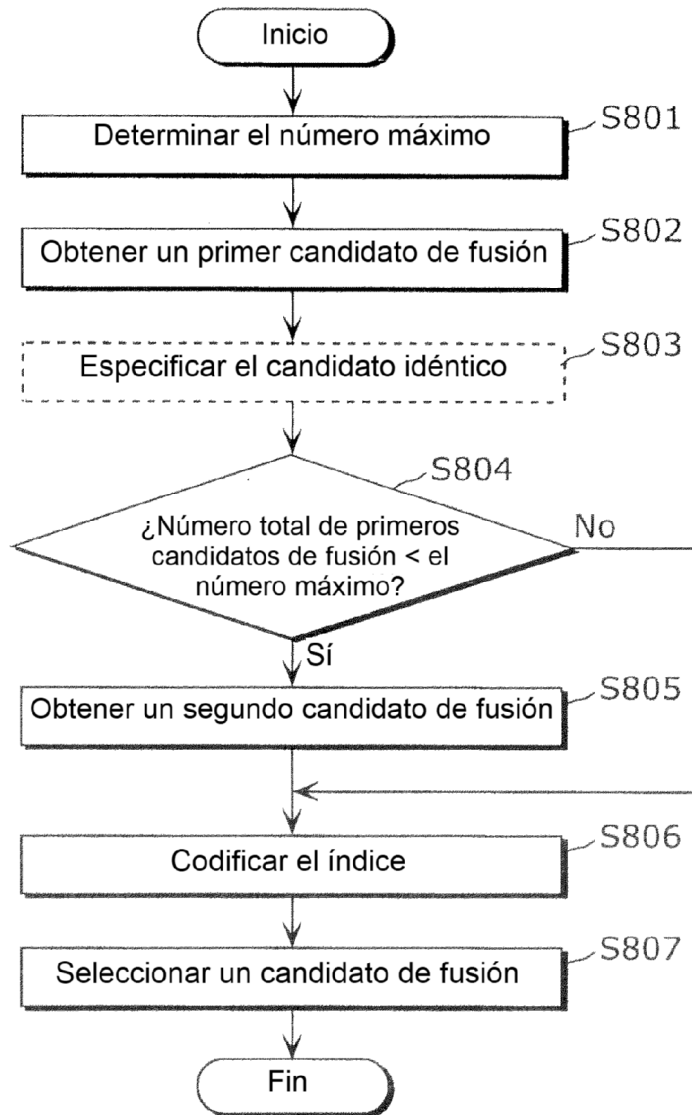 Inicio
Determinar el número máximo
S801
Obtener un primer candidato de fusión
S802
Especificar el candidato idéntico
S803
S804
¿Número total de primeros
candidatos de fusión < el
número máximo?
No
Sí
Obtener un segundo candidato de fusión
S805
Codificar el índice
S806
Seleccionar un candidato de fusión
S807
Fin